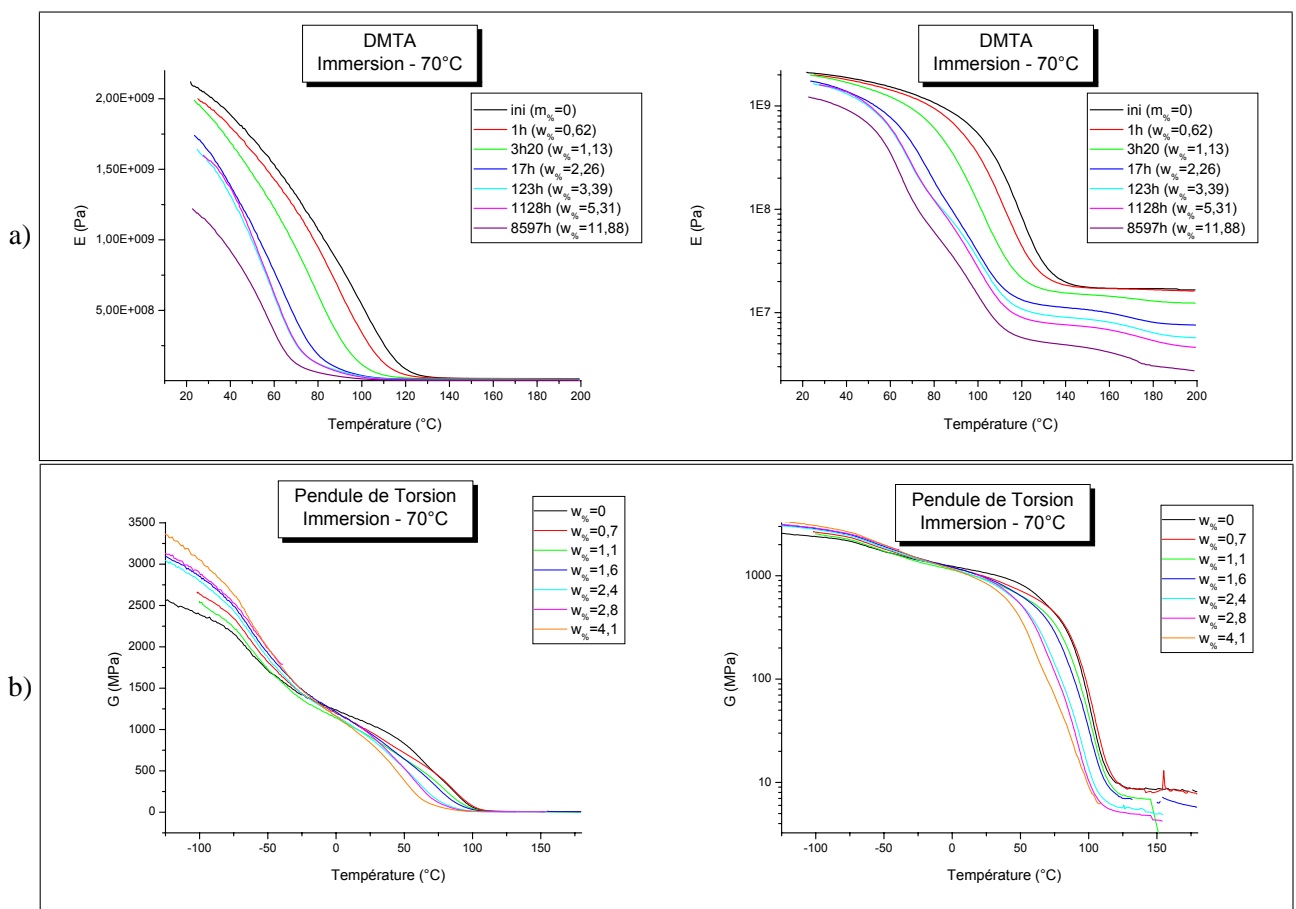 a)
DMTA
Immersion - 70°C
2,00E+009
1,50E+009
1,00E+009
5,00E+008
E (Pa)
20 40 60 80 100 120 140 160 180 200
Température (°C)
ini (m%=0)
1h (w%=0,62)
3h20 (w%=1,13)
17h (w%=2,26)
123h (w%=3,39)
1128h (w%=5,31)
8597h (w%=11,88)
DMTA
Immersion - 70°C
1E9
1E8
1E7
E (Pa)
20 40 60 80 100 120 140 160 180 200
Température (°C)
ini (m%=0)
1h (w%=0,62)
3h20 (w%=1,13)
17h (w%=2,26)
123h (w%=3,39)
1128h (w%=5,31)
8597h (w%=11,88)
b)
Pendule de Torsion
Immersion - 70°C
3500
3000
2500
2000
1500
1000
500
0
G (MPa)
-100 -50 0 50 100 150
Température (°C)
w%=0
w%=0,7
w%=1,1
w%=1,6
w%=2,4
w%=2,8
w%=4,1
Pendule de Torsion
Immersion - 70°C
1000
100
10
G (MPa)
-100 -50 0 50 100 150
Température (°C)
w%=0
w%=0,7
w%=1,1
w%=1,6
w%=2,4
w%=2,8
w%=4,1